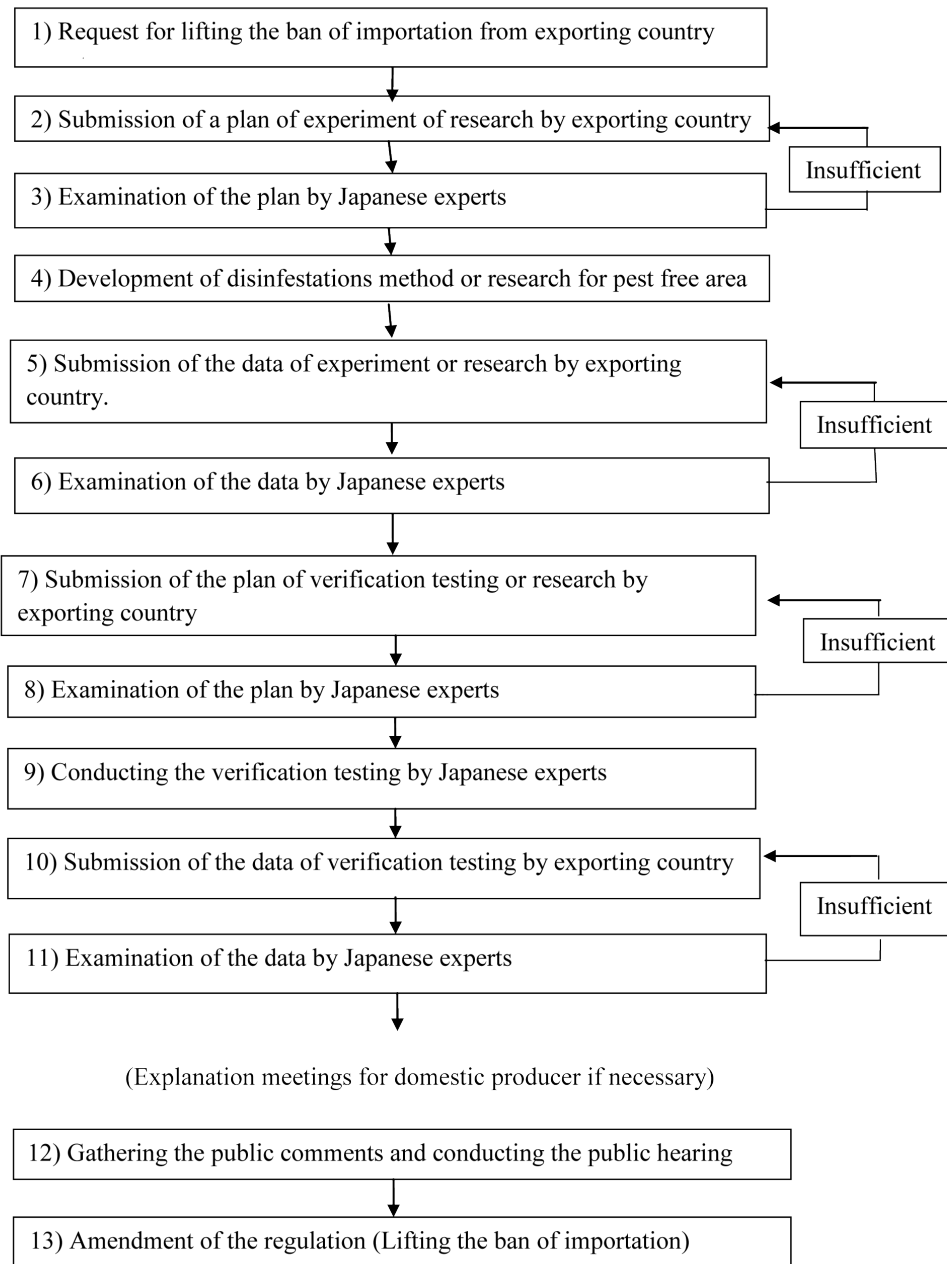 1) Request for lifting the ban of importation from exporting country
2) Submission of a plan of experiment of research by exporting country
Insufficient
3) Examination of the plan by Japanese experts
4) Development of disinfestations method or research for pest free area
5) Submission of the data of experiment or research by exporting
country.
Insufficient
6) Examination of the data by Japanese experts
7) Submission of the plan of verification testing or research by
exporting country
Insufficient
8) Examination of the plan by Japanese experts
9) Conducting the verification testing by Japanese experts
10) Submission of the data of verification testing by exporting country
Insufficient
11) Examination of the data by Japanese experts
(Explanation meetings for domestic producer if necessary)
12) Gathering the public comments and conducting the public hearing
13) Amendment of the regulation (Lifting the ban of importation)